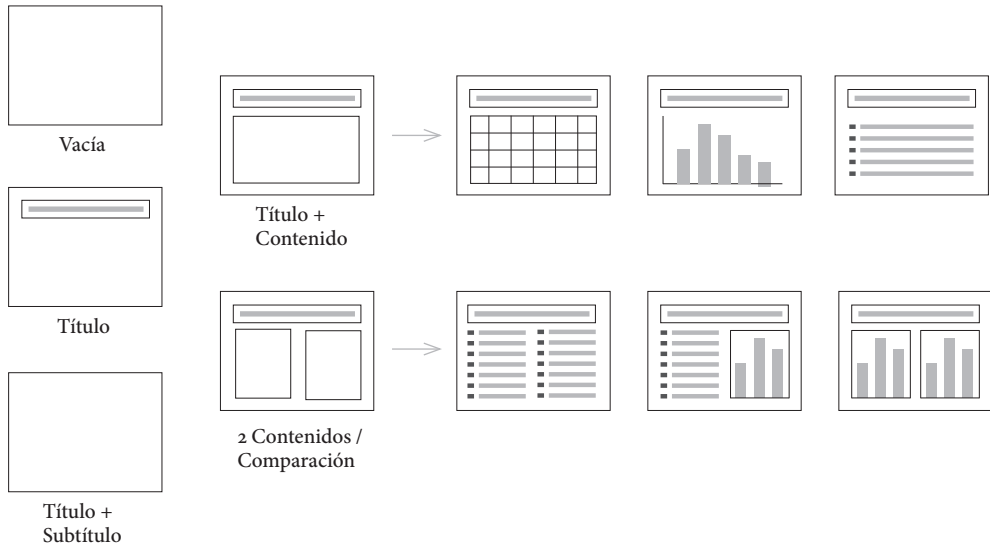 Vacía
Título +
Contenido
Título
2 Contenidos /
Comparación
Título +
Subtítulo